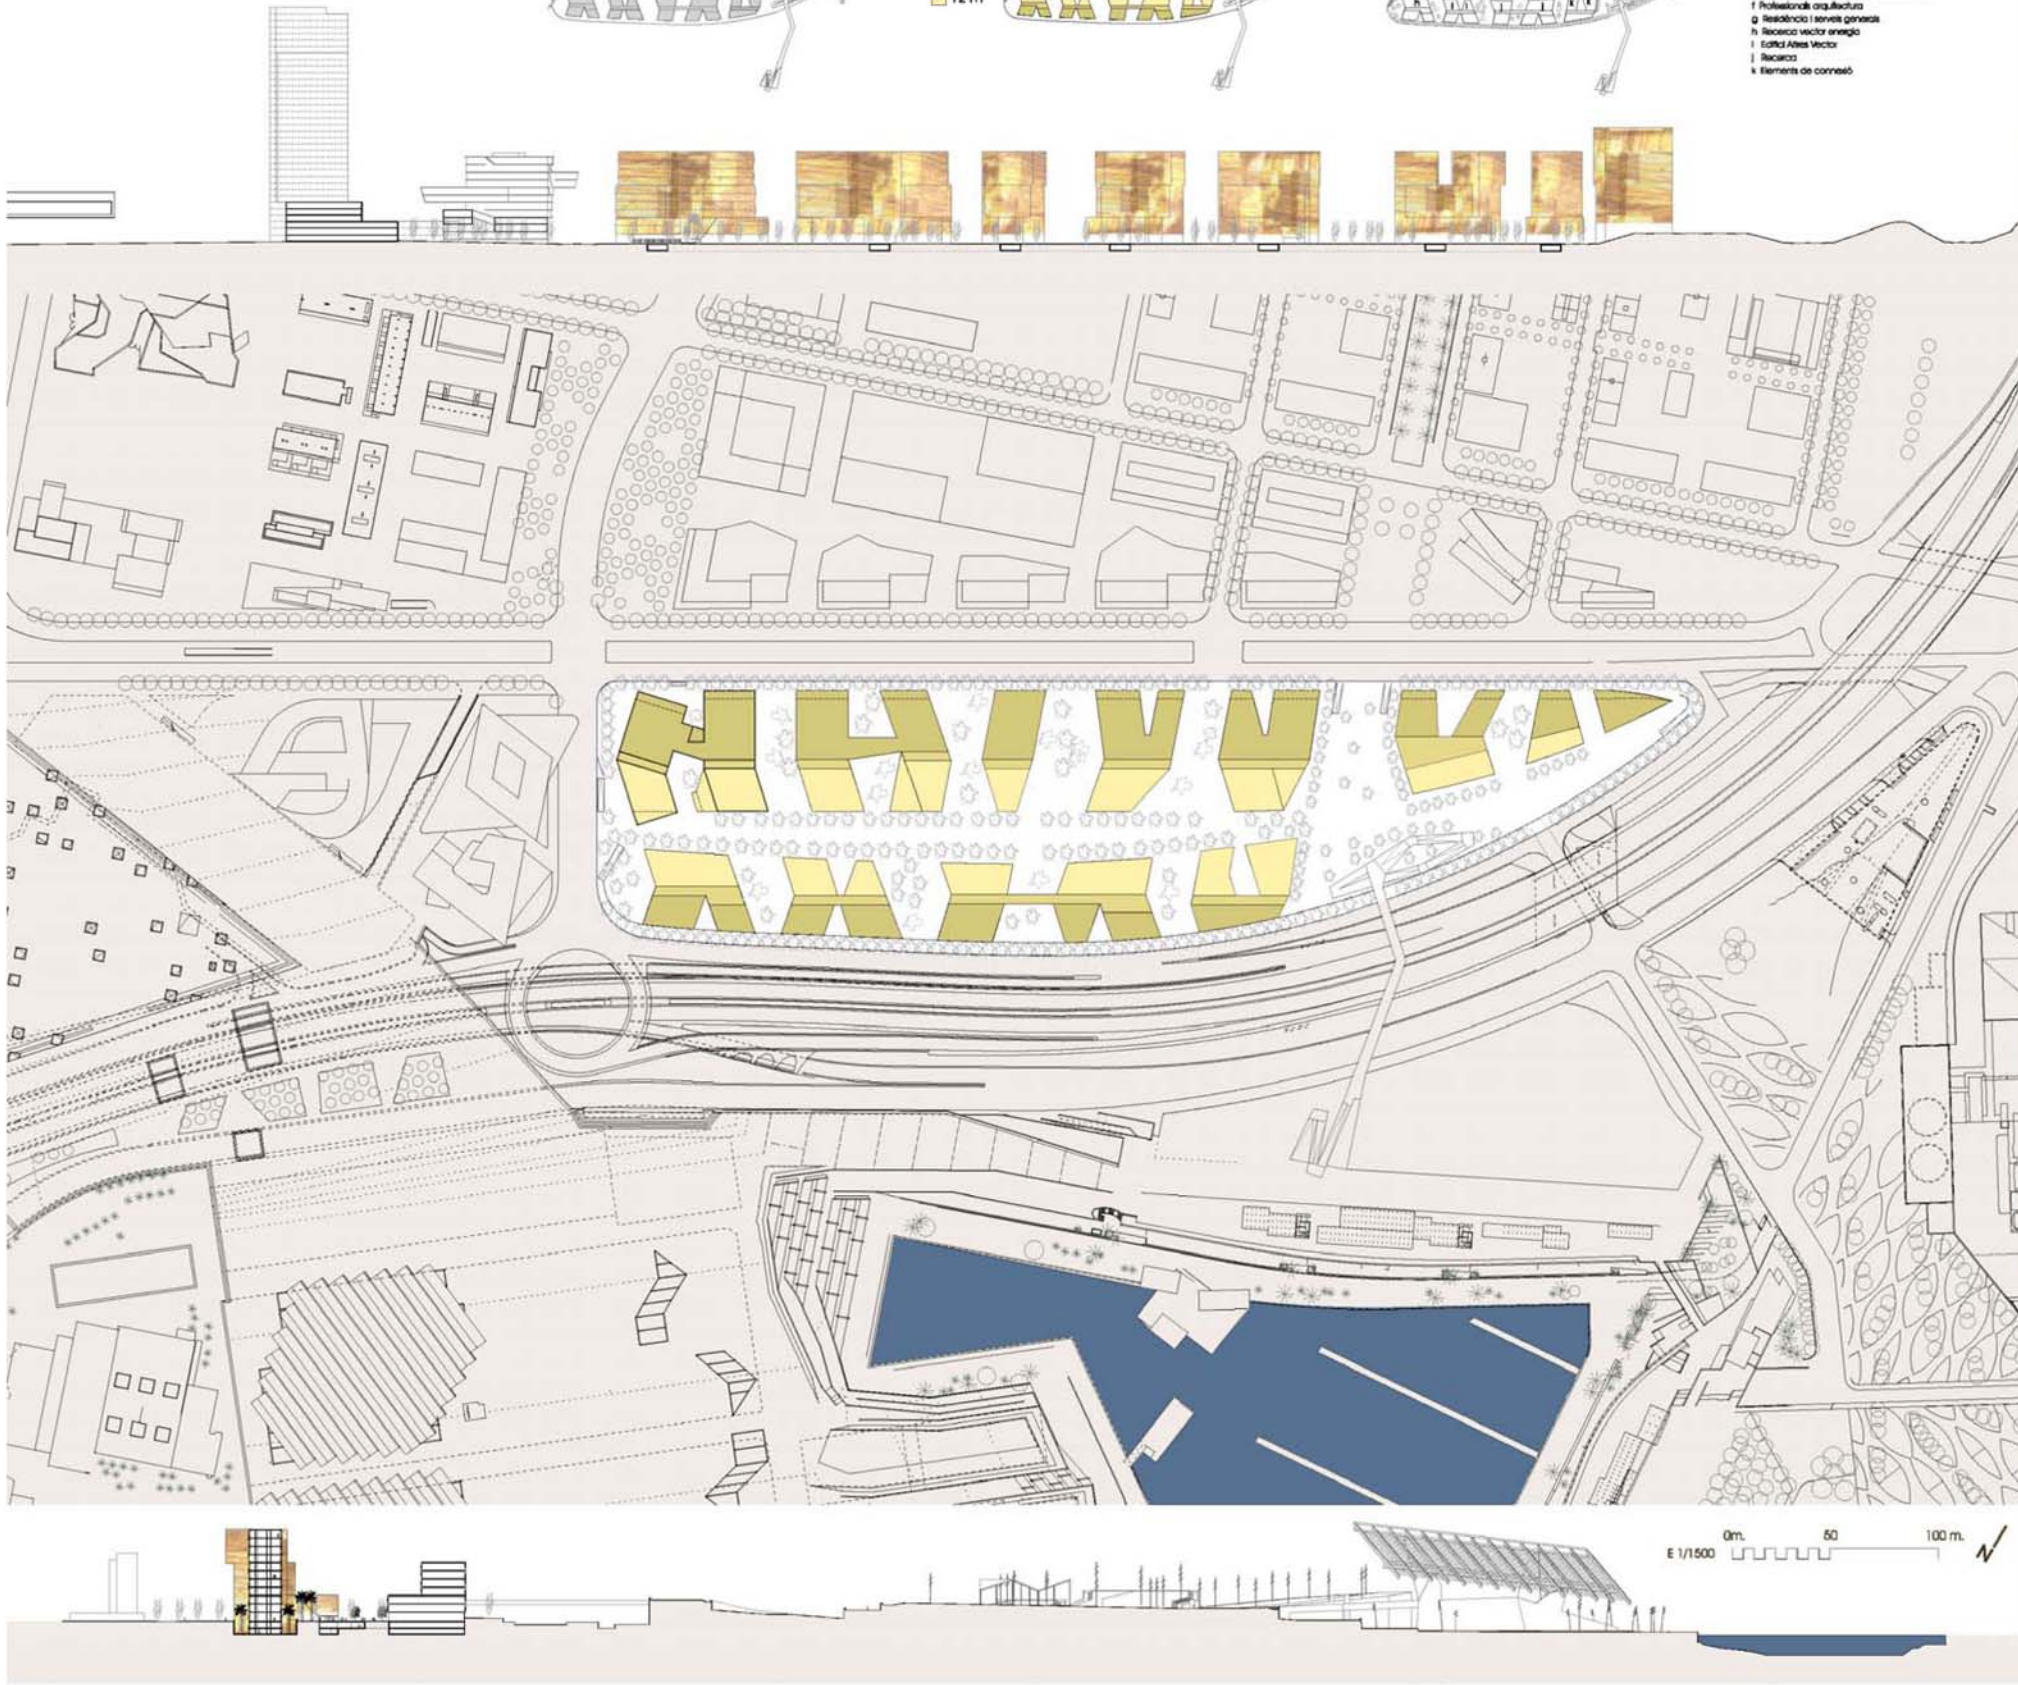 f Professionals arquitectura
g Residència i serveis generals
h Recerca vector energia
i Edifici Altres Vector
j Recerca
k Elements de connexió
0m. 50 100 m.
E 1/1500
N